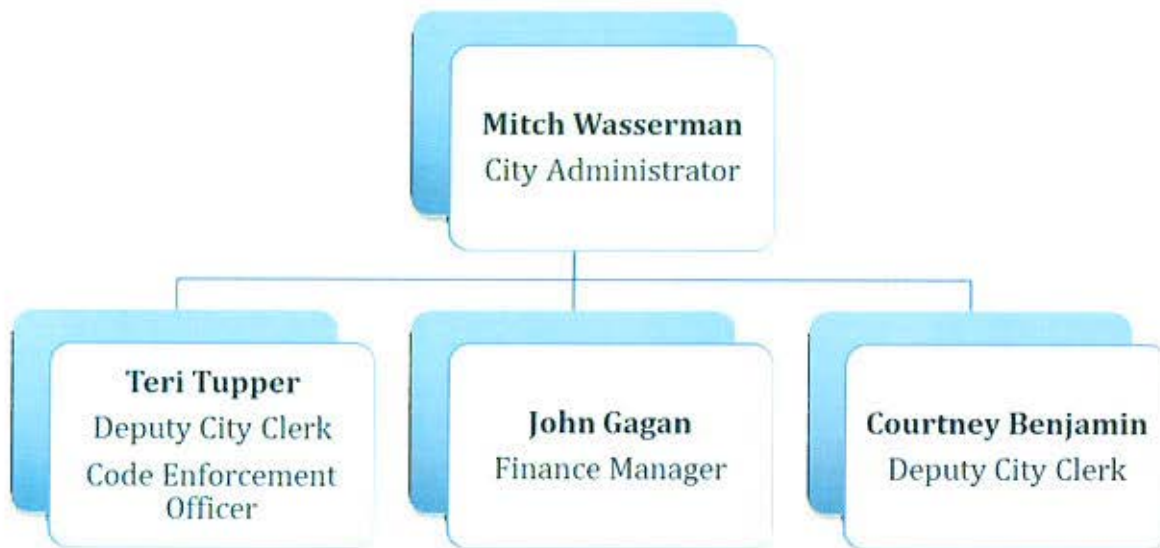 Mitch Wasserman
City Administrator
Teri Tupper
Deputy City Clerk
Code Enforcement
Officer
John Gagan
Finance Manager
Courtney Benjamin
Deputy City Clerk